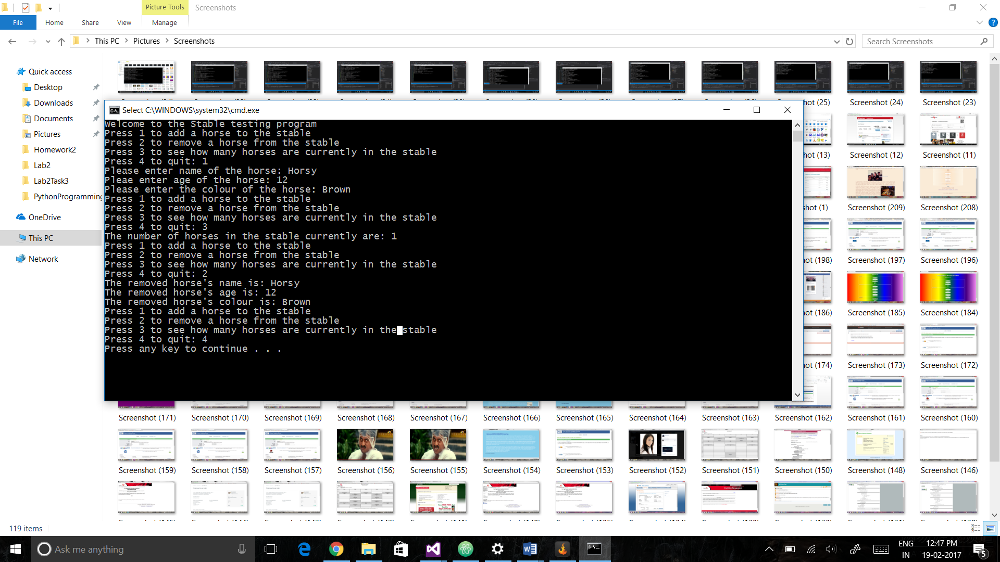 Picture Tools
Screenshots
File
Home
Share
View
Manage
This PC
Pictures
Screenshots
Search Screenshots
Quick access
Desktop
Downloads
Documents
Pictures
Homework2
Lab2
Lab2Task3
PythonProgramming
OneDrive
This PC
Network
Select C:\WINDOWS\system32\cmd.exe
Welcome to the Stable testing program
Press 1 to add a horse to the stable
Press 2 to remove a horse from the stable
Press 3 to see how many horses are currently in the stable
Press 4 to quit: 1
Please enter name of the horse: Horsy
Pleae enter age of the horse: 12
Please enter the colour of the horse: Brown
Press 1 to add a horse to the stable
Press 2 to remove a horse from the stable
Press 3 to see how many horses are currently in the stable
Press 4 to quit: 3
The number of horses in the stable currently are: 1
Press 1 to add a horse to the stable
Press 2 to remove a horse from the stable
Press 3 to see how many horses are currently in the stable
Press 4 to quit: 2
The removed horse's name is: Horsy
The removed horse's age is: 12
The removed horse's colour is: Brown
Press 1 to add a horse to the stable
Press 2 to remove a horse from the stable
Press 3 to see how many horses are currently in the stable
Press 4 to quit: 4
Press any key to continue . . .
hot (25) Screenshot (24) Screenshot (23)
hot (13) Screenshot (12) Screenshot (11)
shot (1) Screenshot (209) Screenshot (208)
hot (198) Screenshot (197) Screenshot (196)
hot (186) Screenshot (185) Screenshot (184)
hot (174) Screenshot (173) Screenshot (172)
Screenshot (171) Screenshot (170) Screenshot (169) Screenshot (168) Screenshot (167) Screenshot (166) Screenshot (165) Screenshot (164) Screenshot (163) Screenshot (162) Screenshot (161) Screenshot (160)
Screenshot (159) Screenshot (158) Screenshot (157) Screenshot (156) Screenshot (155) Screenshot (154) Screenshot (153) Screenshot (152) Screenshot (151) Screenshot (150) Screenshot (148) Screenshot (146)
119 items
Ask me anything
ENG
IN
12:47 PM
19-02-2017
5